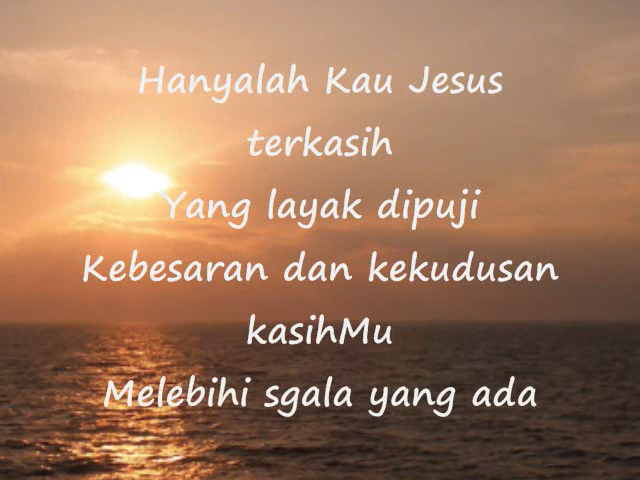 Hanyalah Kau Jesus
terkasih
Yang layak dipuji
Kebesaran dan kekudusan
kasihMu
Melebihi sgala yang ada